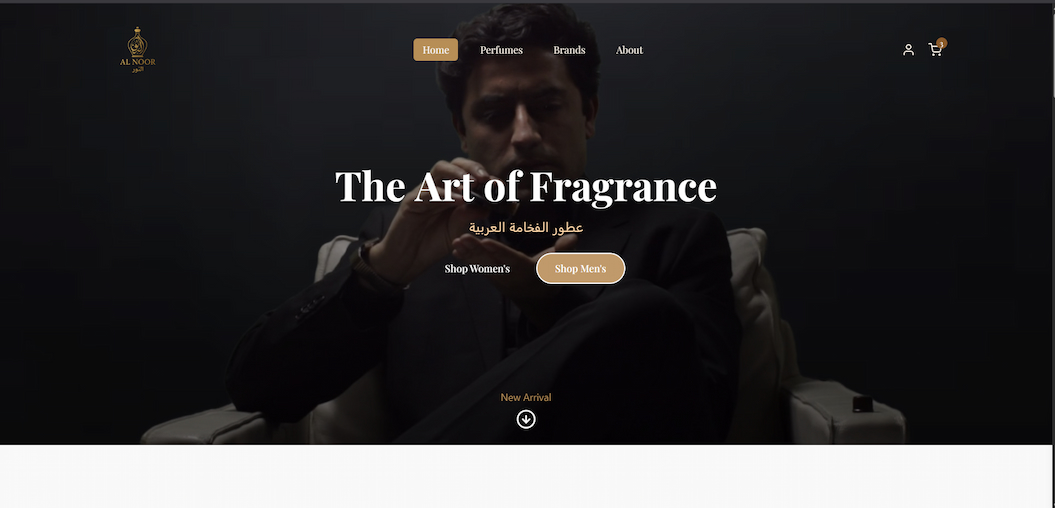 AL NOOR
النور
Home
Perfumes
Brands
About
3
The Art of Fragrance
عطور الفخامة العربية
Shop Women's
Shop Men's
New Arrival